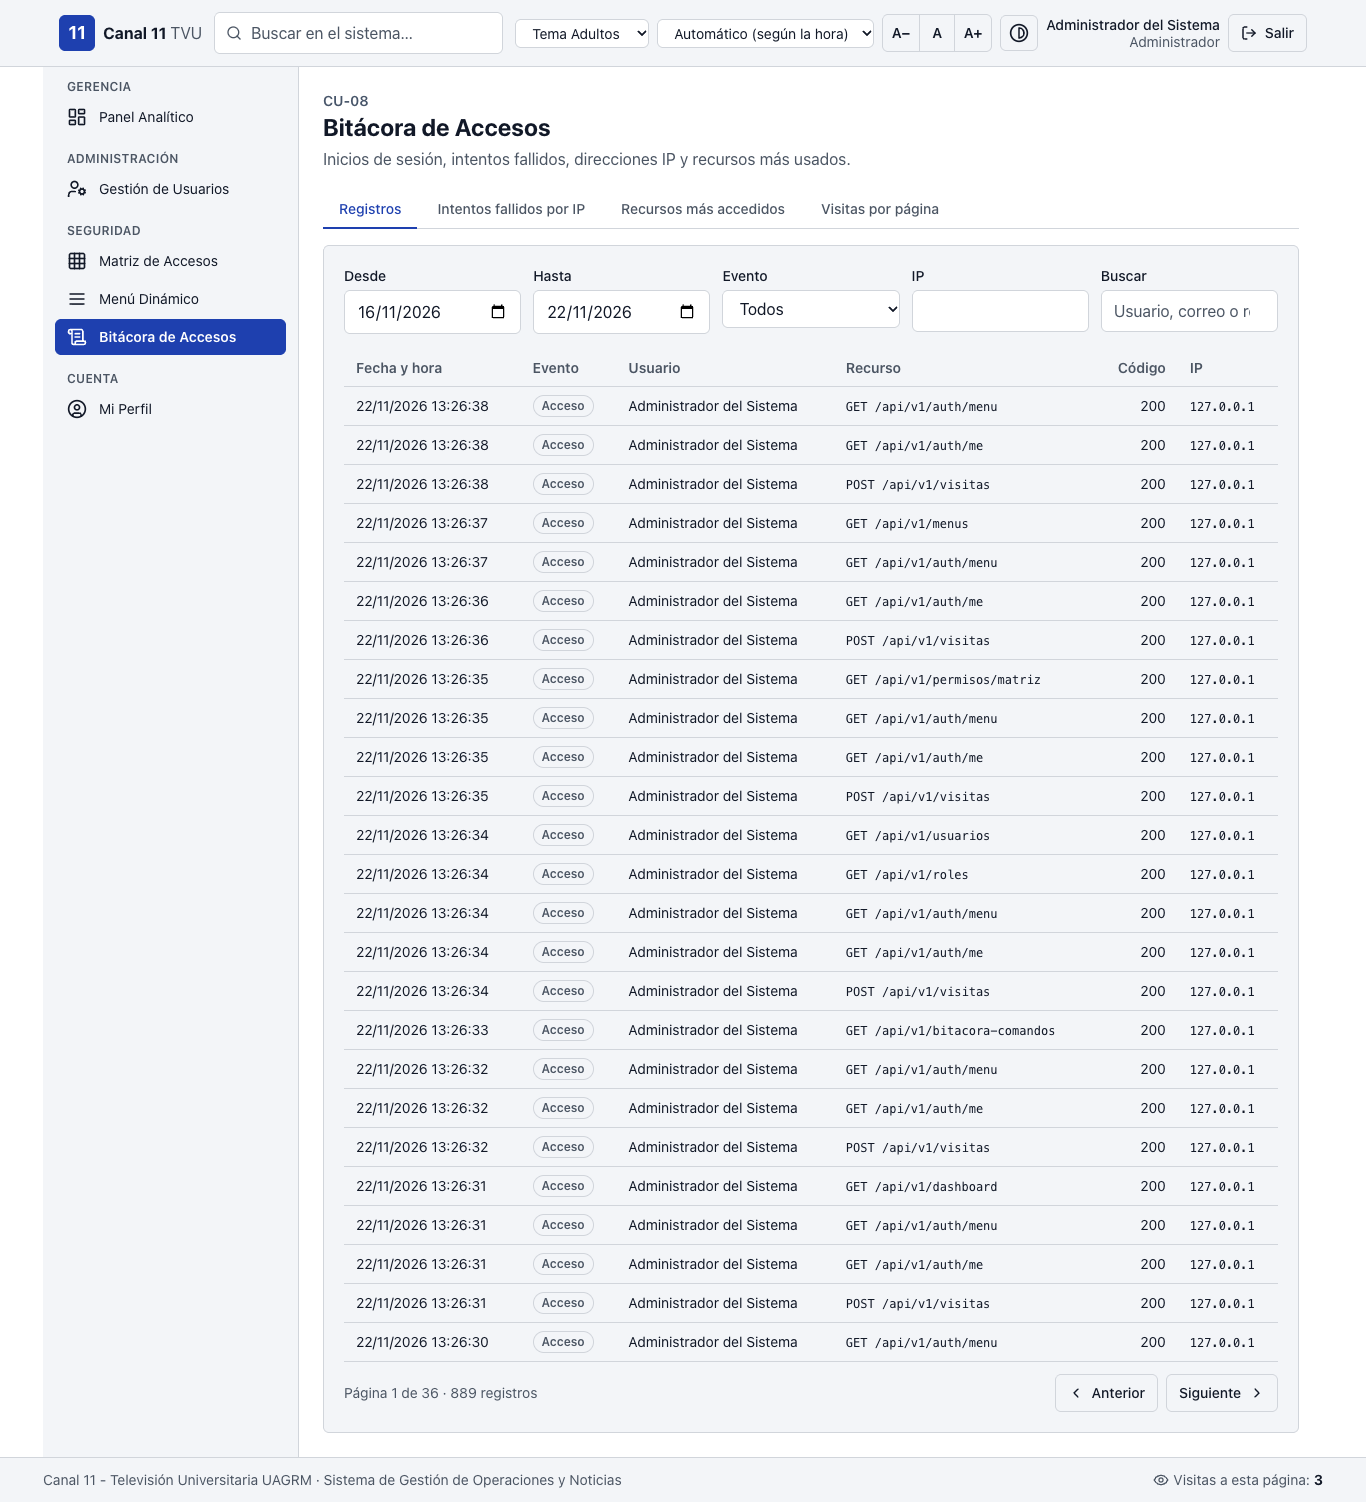 11 Canal 11 TVU
Buscar en el sistema...
Tema Adultos
Automático (según la hora)
A− A A+
Administrador del Sistema
Administrador
Salir
GERENCIA
Panel Analítico
ADMINISTRACIÓN
Gestión de Usuarios
SEGURIDAD
Matriz de Accesos
Menú Dinámico
Bitácora de Accesos
CUENTA
Mi Perfil
CU-08
Bitácora de Accesos
Inicios de sesión, intentos fallidos, direcciones IP y recursos más usados.
Registros Intentos fallidos por IP Recursos más accedidos Visitas por página
Desde Hasta Evento IP Buscar
16/11/2026 22/11/2026 Todos Usuario, correo o r
Fecha y hora Evento Usuario Recurso Código IP
22/11/2026 13:26:38 Acceso Administrador del Sistema GET /api/v1/auth/menu 200 127.0.0.1
22/11/2026 13:26:38 Acceso Administrador del Sistema GET /api/v1/auth/me 200 127.0.0.1
22/11/2026 13:26:38 Acceso Administrador del Sistema POST /api/v1/visitas 200 127.0.0.1
22/11/2026 13:26:37 Acceso Administrador del Sistema GET /api/v1/menus 200 127.0.0.1
22/11/2026 13:26:37 Acceso Administrador del Sistema GET /api/v1/auth/menu 200 127.0.0.1
22/11/2026 13:26:36 Acceso Administrador del Sistema GET /api/v1/auth/me 200 127.0.0.1
22/11/2026 13:26:36 Acceso Administrador del Sistema POST /api/v1/visitas 200 127.0.0.1
22/11/2026 13:26:35 Acceso Administrador del Sistema GET /api/v1/permisos/matriz 200 127.0.0.1
22/11/2026 13:26:35 Acceso Administrador del Sistema GET /api/v1/auth/menu 200 127.0.0.1
22/11/2026 13:26:35 Acceso Administrador del Sistema GET /api/v1/auth/me 200 127.0.0.1
22/11/2026 13:26:35 Acceso Administrador del Sistema POST /api/v1/visitas 200 127.0.0.1
22/11/2026 13:26:34 Acceso Administrador del Sistema GET /api/v1/usuarios 200 127.0.0.1
22/11/2026 13:26:34 Acceso Administrador del Sistema GET /api/v1/roles 200 127.0.0.1
22/11/2026 13:26:34 Acceso Administrador del Sistema GET /api/v1/auth/menu 200 127.0.0.1
22/11/2026 13:26:34 Acceso Administrador del Sistema GET /api/v1/auth/me 200 127.0.0.1
22/11/2026 13:26:34 Acceso Administrador del Sistema POST /api/v1/visitas 200 127.0.0.1
22/11/2026 13:26:33 Acceso Administrador del Sistema GET /api/v1/bitacora-comandos 200 127.0.0.1
22/11/2026 13:26:32 Acceso Administrador del Sistema GET /api/v1/auth/menu 200 127.0.0.1
22/11/2026 13:26:32 Acceso Administrador del Sistema GET /api/v1/auth/me 200 127.0.0.1
22/11/2026 13:26:32 Acceso Administrador del Sistema POST /api/v1/visitas 200 127.0.0.1
22/11/2026 13:26:31 Acceso Administrador del Sistema GET /api/v1/dashboard 200 127.0.0.1
22/11/2026 13:26:31 Acceso Administrador del Sistema GET /api/v1/auth/menu 200 127.0.0.1
22/11/2026 13:26:31 Acceso Administrador del Sistema GET /api/v1/auth/me 200 127.0.0.1
22/11/2026 13:26:31 Acceso Administrador del Sistema POST /api/v1/visitas 200 127.0.0.1
22/11/2026 13:26:30 Acceso Administrador del Sistema GET /api/v1/auth/menu 200 127.0.0.1
Página 1 de 36 · 889 registros
Anterior Siguiente
Canal 11 - Televisión Universitaria UAGRM · Sistema de Gestión de Operaciones y Noticias
Visitas a esta página: 3